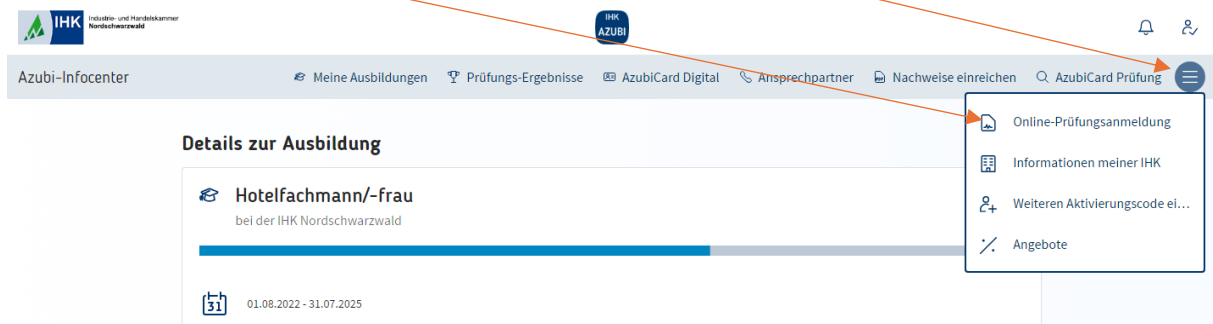 IHK Industrie- und Handelskammer
Nordschwarzwald
IHK
AZUBI
Azubi-Infocenter
Meine Ausbildungen
Prüfungs-Ergebnisse
AzubiCard Digital
Ansprechpartner
Nachweise einreichen
AzubiCard Prüfung
Online-Prüfungsanmeldung
Informationen meiner IHK
Weiteren Aktivierungscode ei...
Angebote
Details zur Ausbildung
Hotelfachmann/-frau
bei der IHK Nordschwarzwald
31
01.08.2022 - 31.07.2025